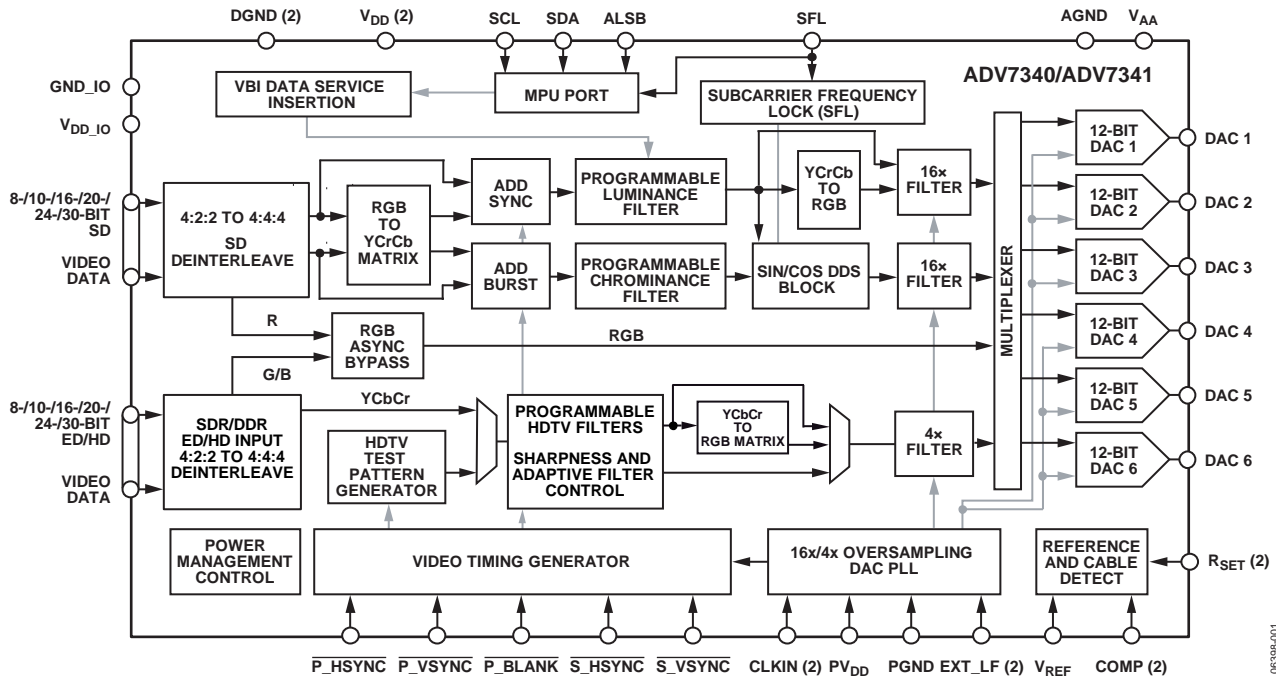 DGND (2)
VDD (2)
SCL
SDA
ALSB
SFL
AGND
VAA
GND_IO
VDD_IO
ADV7340/ADV7341
VBI DATA SERVICE
INSERTION
MPU PORT
SUBCARRIER FREQUENCY
LOCK (SFL)
8-/10-/16-/20-/
24-/30-BIT
SD
VIDEO
DATA
4:2:2 TO 4:4:4
SD
DEINTERLEAVE
RGB
TO
YCrCb
MATRIX
ADD
SYNC
ADD
BURST
PROGRAMMABLE
LUMINANCE
FILTER
PROGRAMMABLE
CHROMINANCE
FILTER
YCrCb
TO
RGB
SIN/COS DDS
BLOCK
16×
FILTER
16×
FILTER
MULTIPLEXER
12-BIT
DAC 1
DAC 1
12-BIT
DAC 2
DAC 2
12-BIT
DAC 3
DAC 3
12-BIT
DAC 4
DAC 4
12-BIT
DAC 5
DAC 5
12-BIT
DAC 6
DAC 6
R
G/B
RGB
ASYNC
BYPASS
RGB
8-/10-/16-/20-/
24-/30-BIT
ED/HD
VIDEO
DATA
SDR/DDR
ED/HD INPUT
4:2:2 TO 4:4:4
DEINTERLEAVE
YCbCr
HDTV
TEST
PATTERN
GENERATOR
PROGRAMMABLE
HDTV FILTERS
SHARPNESS AND
ADAPTIVE FILTER
CONTROL
YCbCr
TO
RGB MATRIX
4×
FILTER
POWER
MANAGEMENT
CONTROL
VIDEO TIMING GENERATOR
16x/4x OVERSAMPLING
DAC PLL
REFERENCE
AND CABLE
DETECT
RSET (2)
P_HSYNC
P_VSYNC
P_BLANK
S_HSYNC
S_VSYNC
CLKIN (2)
PVDD
PGND
EXT_LF (2)
VREF
COMP (2)
06398-001